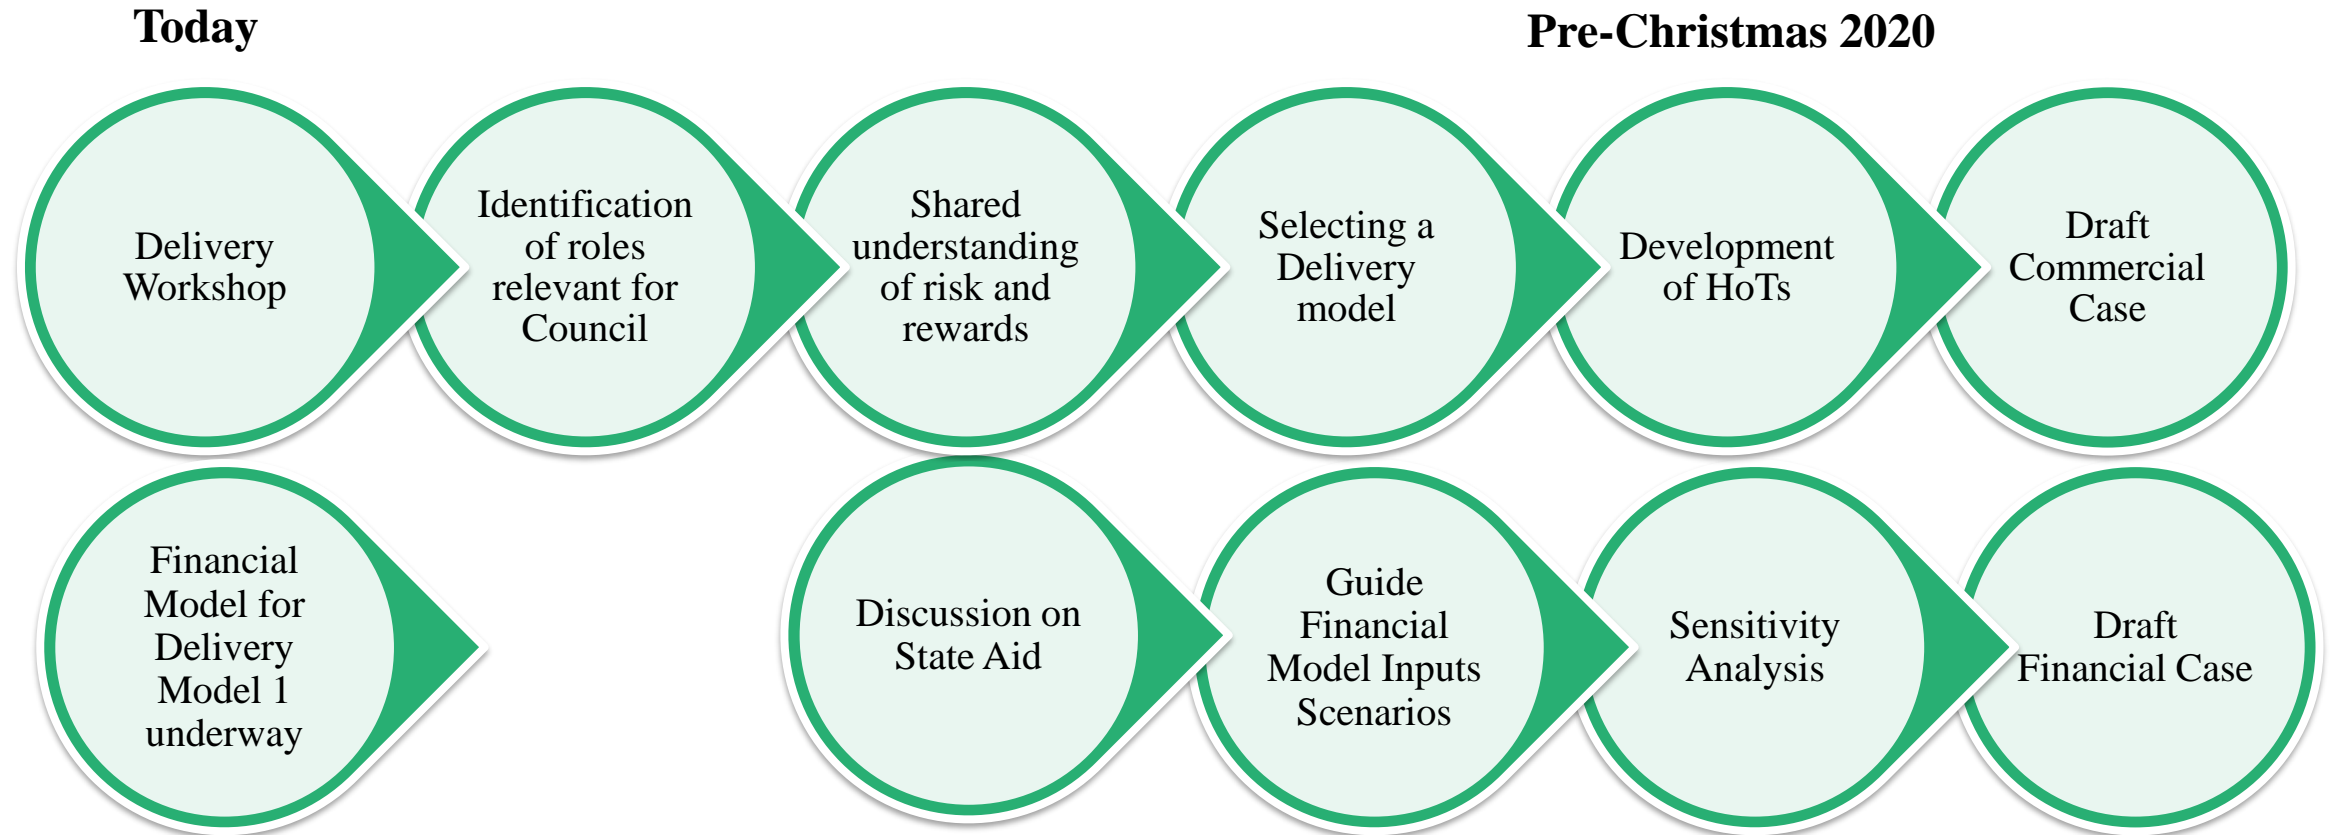 Today
Pre-Christmas 2020
Delivery
Workshop
Identification
of roles
relevant for
Council
Shared
understanding
of risk and
rewards
Selecting a
Delivery
model
Development
of HoTs
Draft
Commercial
Case
Financial
Model for
Delivery
Model 1
underway
Discussion on
State Aid
Guide
Financial
Model Inputs
Scenarios
Sensitivity
Analysis
Draft
Financial Case